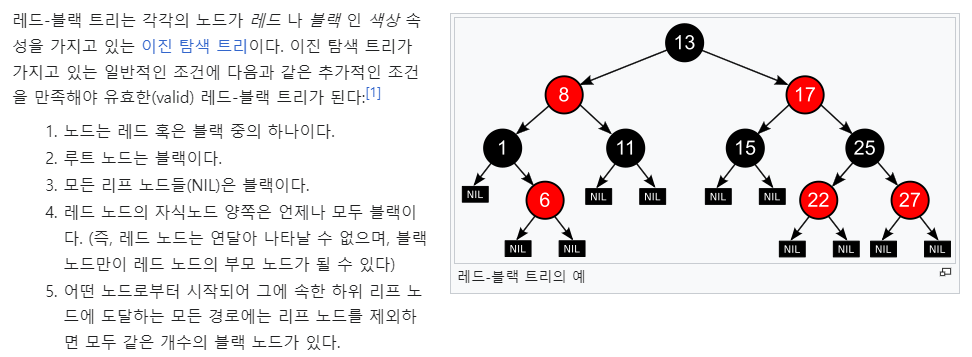 레드-블랙 트리는 각각의 노드가 레드 나 블랙 인 색상 속
성을 가지고 있는 이진 탐색 트리이다. 이진 탐색 트리가
가지고 있는 일반적인 조건에 다음과 같은 추가적인 조건
을 만족해야 유효한(valid) 레드-블랙 트리가 된다:[1]
1. 노드는 레드 혹은 블랙 중의 하나이다.
2. 루트 노드는 블랙이다.
3. 모든 리프 노드들(NIL)은 블랙이다.
4. 레드 노드의 자식노드 양쪽은 언제나 모두 블랙이
다. (즉, 레드 노드는 연달아 나타날 수 없으며, 블랙
노드만이 레드 노드의 부모 노드가 될 수 있다)
5. 어떤 노드로부터 시작되어 그에 속한 하위 리프 노
드에 도달하는 모든 경로에는 리프 노드를 제외하
면 모두 같은 개수의 블랙 노드가 있다.
13
8 17
1 11 15 25
NIL 6 NIL NIL NIL NIL 22 27
NIL NIL NIL NIL NIL NIL
레드-블랙 트리의 예